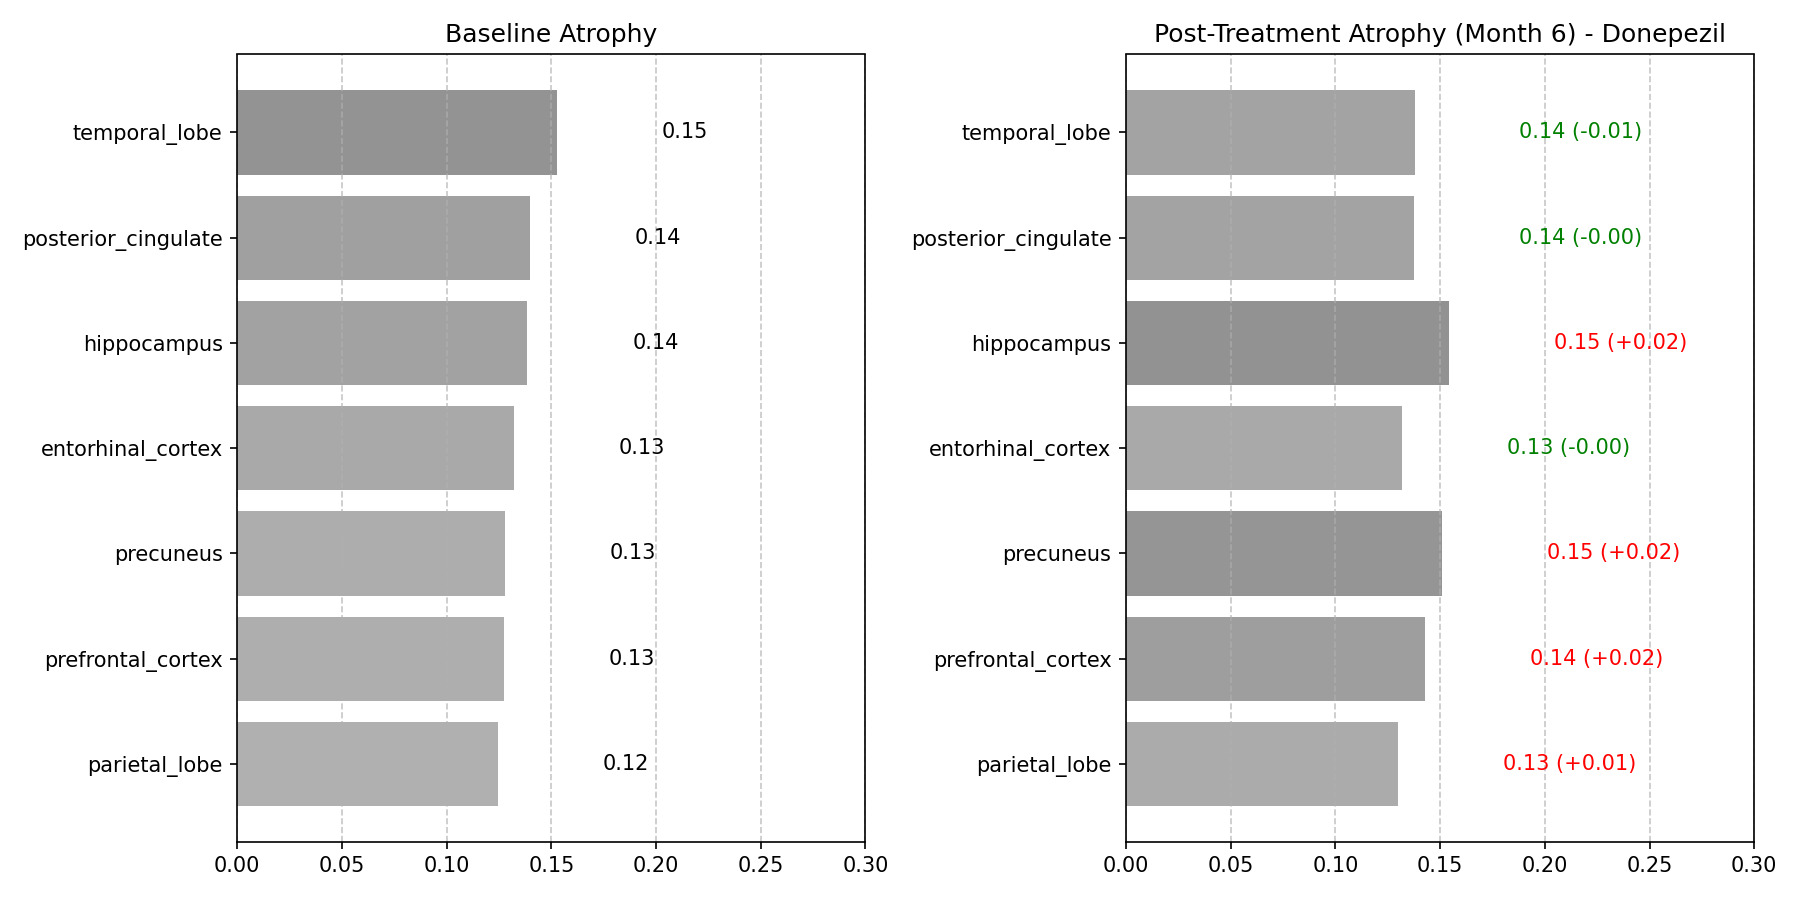 Baseline Atrophy
temporal_lobe 0.15
posterior_cingulate 0.14
hippocampus 0.14
entorhinal_cortex 0.13
precuneus 0.13
prefrontal_cortex 0.13
parietal_lobe 0.12
0.00 0.05 0.10 0.15 0.20 0.25 0.30
Post-Treatment Atrophy (Month 6) - Donepezil
temporal_lobe 0.14 (-0.01)
posterior_cingulate 0.14 (-0.00)
hippocampus 0.15 (+0.02)
entorhinal_cortex 0.13 (-0.00)
precuneus 0.15 (+0.02)
prefrontal_cortex 0.14 (+0.02)
parietal_lobe 0.13 (+0.01)
0.00 0.05 0.10 0.15 0.20 0.25 0.30